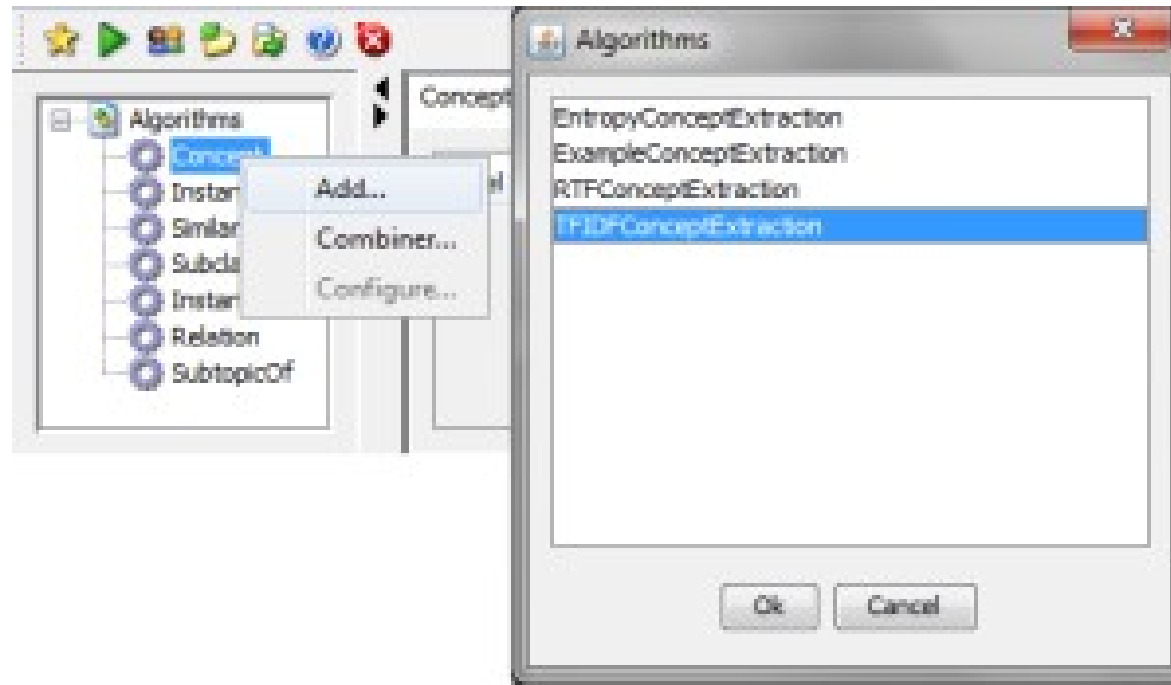 Algorithms
Concept
Instan
Similar
Subcla
Instan
Relation
SubtopicOf
Add...
Combiner...
Configure...
Concept
el
Algorithms
EntropyConceptExtraction
ExampleConceptExtraction
RTFConceptExtraction
TFIDFConceptExtraction
Ok
Cancel